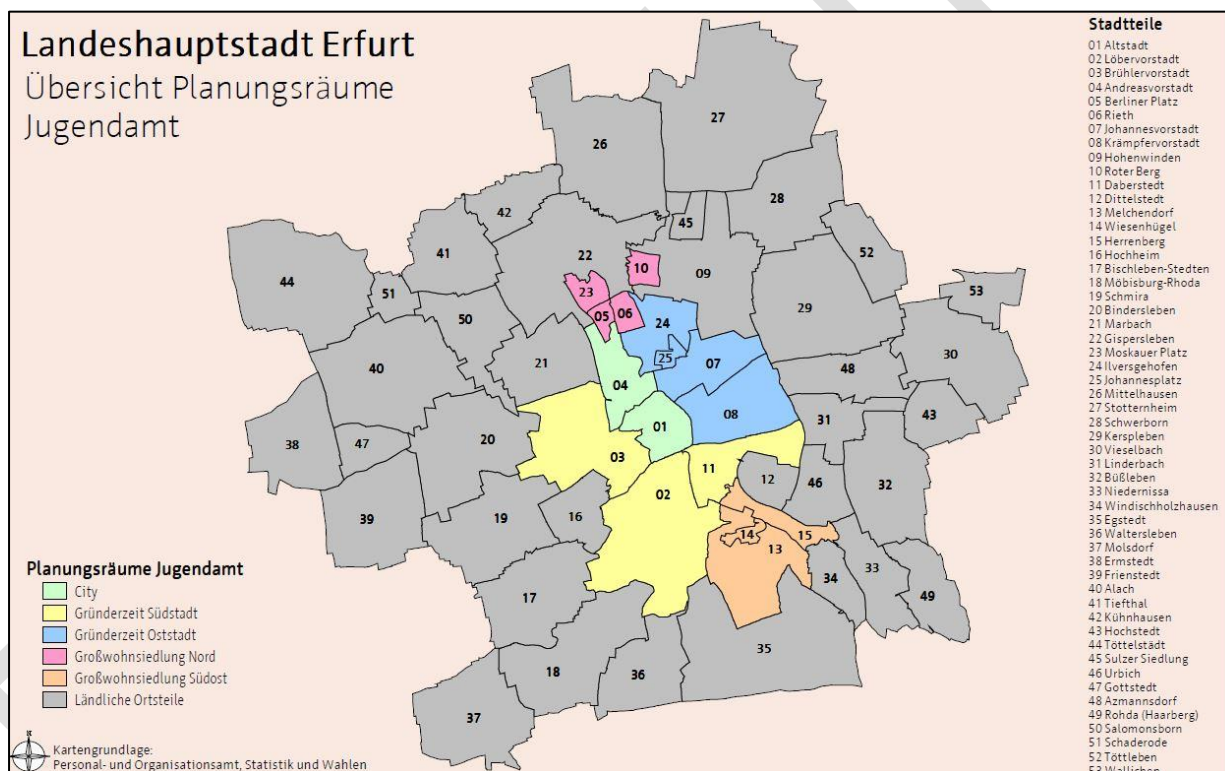 Landeshauptstadt Erfurt
Übersicht Planungsräume
Jugendamt
Stadtteile
01 Altstadt
02 Löbervorstadt
03 Brühlervorstadt
04 Andreasvorstadt
05 Berliner Platz
06 Rieth
07 Johannesvorstadt
08 Krämpfervorstadt
09 Hohenwinden
10 Roter Berg
11 Daberstedt
12 Dittelstedt
13 Melchendorf
14 Wiesenhügel
15 Herrenberg
16 Hochheim
17 Bischleben-Stedten
18 Möbisburg-Rhoda
19 Schmira
20 Bindersleben
21 Marbach
22 Gispersleben
23 Moskauer Platz
24 Ilversgehofen
25 Johannesplatz
26 Mittelhausen
27 Stotternheim
28 Schwerborn
29 Kerspleben
30 Vieselbach
31 Linderbach
32 Büßleben
33 Niedernissa
34 Windischholzhausen
35 Egstedt
36 Waltersleben
37 Molsdorf
38 Ermstedt
39 Frienstedt
40 Alach
41 Tiefthal
42 Kühnhausen
43 Hochstedt
44 Töttelstädt
45 Sulzer Siedlung
46 Urbich
47 Gottstedt
48 Azmannsdorf
49 Rohda (Haarberg)
50 Salomonsborn
51 Schaderode
52 Töttleben
53 Wallichen
27
26
28
42
45
41
52
22
44
10
09
53
51
23
50
05
06
24
29
25
30
21
07
40
04
48
08
43
31
01
38
47
20
03
11
12
46
32
02
39
19
16
14
15
13
33
34
17
49
35
18
36
37
Planungsräume Jugendamt
City
Gründerzeit Südstadt
Gründerzeit Oststadt
Großwohnsiedlung Nord
Großwohnsiedlung Südost
Ländliche Ortsteile
N
Kartengrundlage:
Personal- und Organisationsamt, Statistik und Wahlen